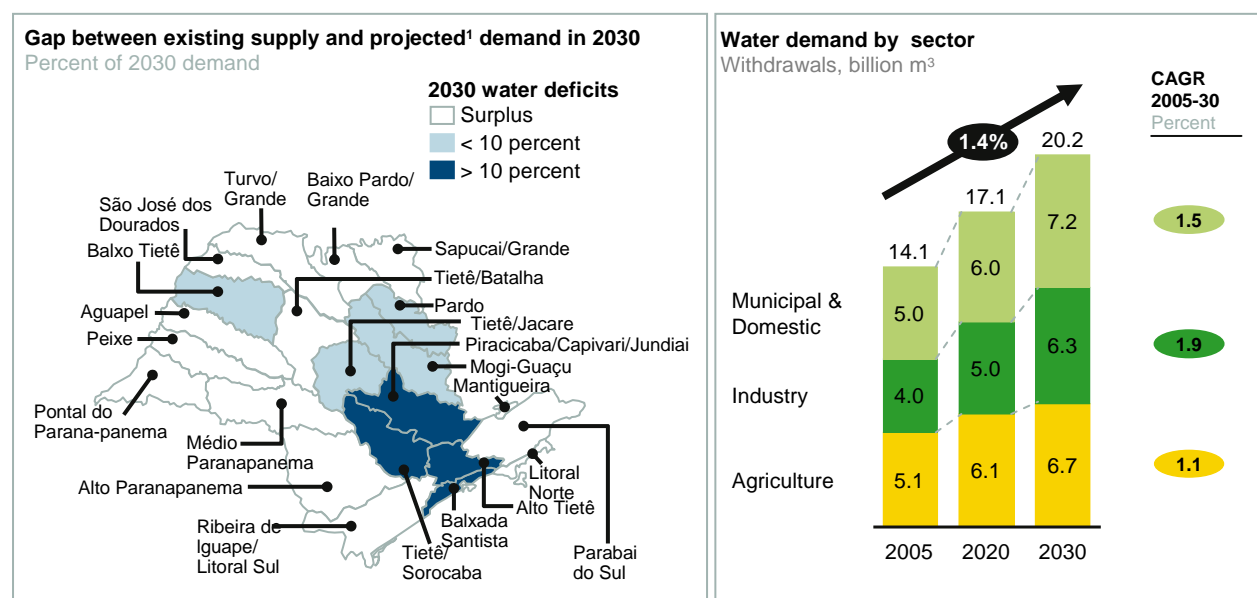 Gap between existing supply and projected¹ demand in 2030
Percent of 2030 demand
2030 water deficits
Surplus
< 10 percent
> 10 percent
Turvo/
Grande
Baixo Pardo/
Grande
São José dos
Dourados
Balxo Tietê
Sapucai/Grande
Tietê/Batalha
Aguapel
Pardo
Peixe
Tietê/Jacare
Piracicaba/Capivari/Jundiai
Mogi-Guaçu
Mantigueira
Pontal do
Parana-panema
Médio
Paranapanema
Alto Paranapanema
Litoral
Norte
Alto Tietê
Balxada
Santista
Ribeira de
Iguape/
Litoral Sul
Tietê/
Sorocaba
Parabai
do Sul
Water demand by sector
Withdrawals, billion m³
CAGR
2005-30
Percent
1.4%
14.1
17.1
20.2
Municipal &
Domestic
5.0
6.0
7.2
1.5
Industry
4.0
5.0
6.3
1.9
Agriculture
5.1
6.1
6.7
1.1
2005
2020
2030